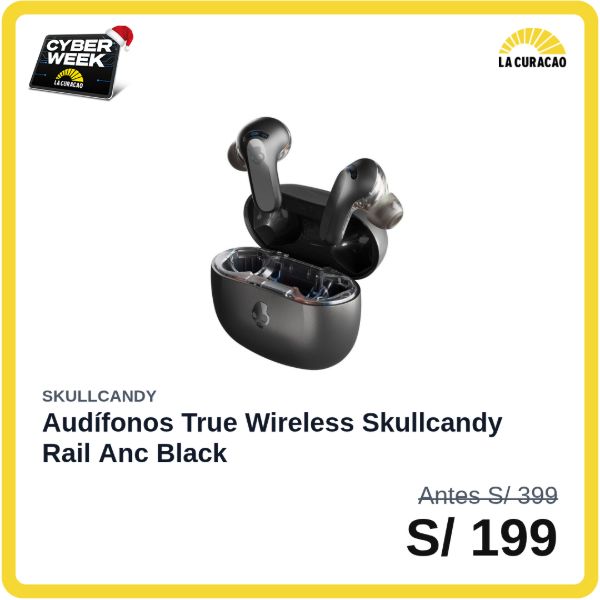 CYBER
WEEK
LA CURACAO
LA CURACAO
SKULLCANDY
Audífonos True Wireless Skullcandy
Rail Anc Black
Antes S/ 399
S/ 199